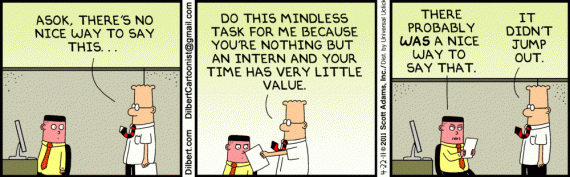 ASOK, THERE'S NO
NICE WAY TO SAY
THIS...
Dilbert.com DilbertCartoonist@gmail.com
DO THIS MINDLESS
TASK FOR ME BECAUSE
YOU'RE NOTHING BUT
AN INTERN AND YOUR
TIME HAS VERY LITTLE
VALUE.
4-22-11 © 2011 Scott Adams, Inc./Dist. by Universal Uclick
THERE
PROBABLY
WAS A NICE
WAY TO
SAY THAT.
IT
DIDN'T
JUMP
OUT.